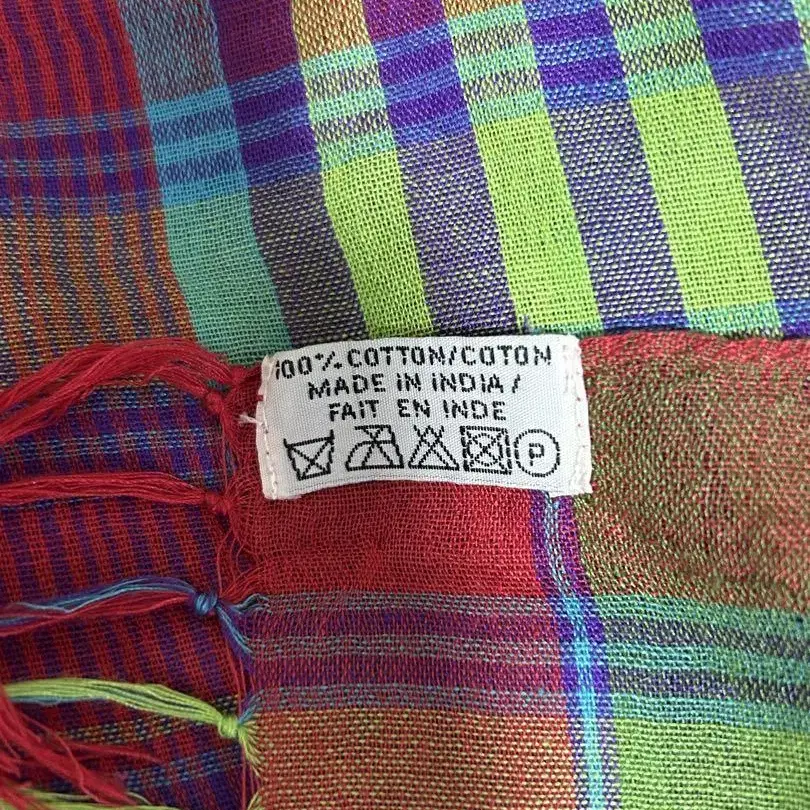 100% COTTON/COTON
MADE IN INDIA/
FAIT EN INDE
P